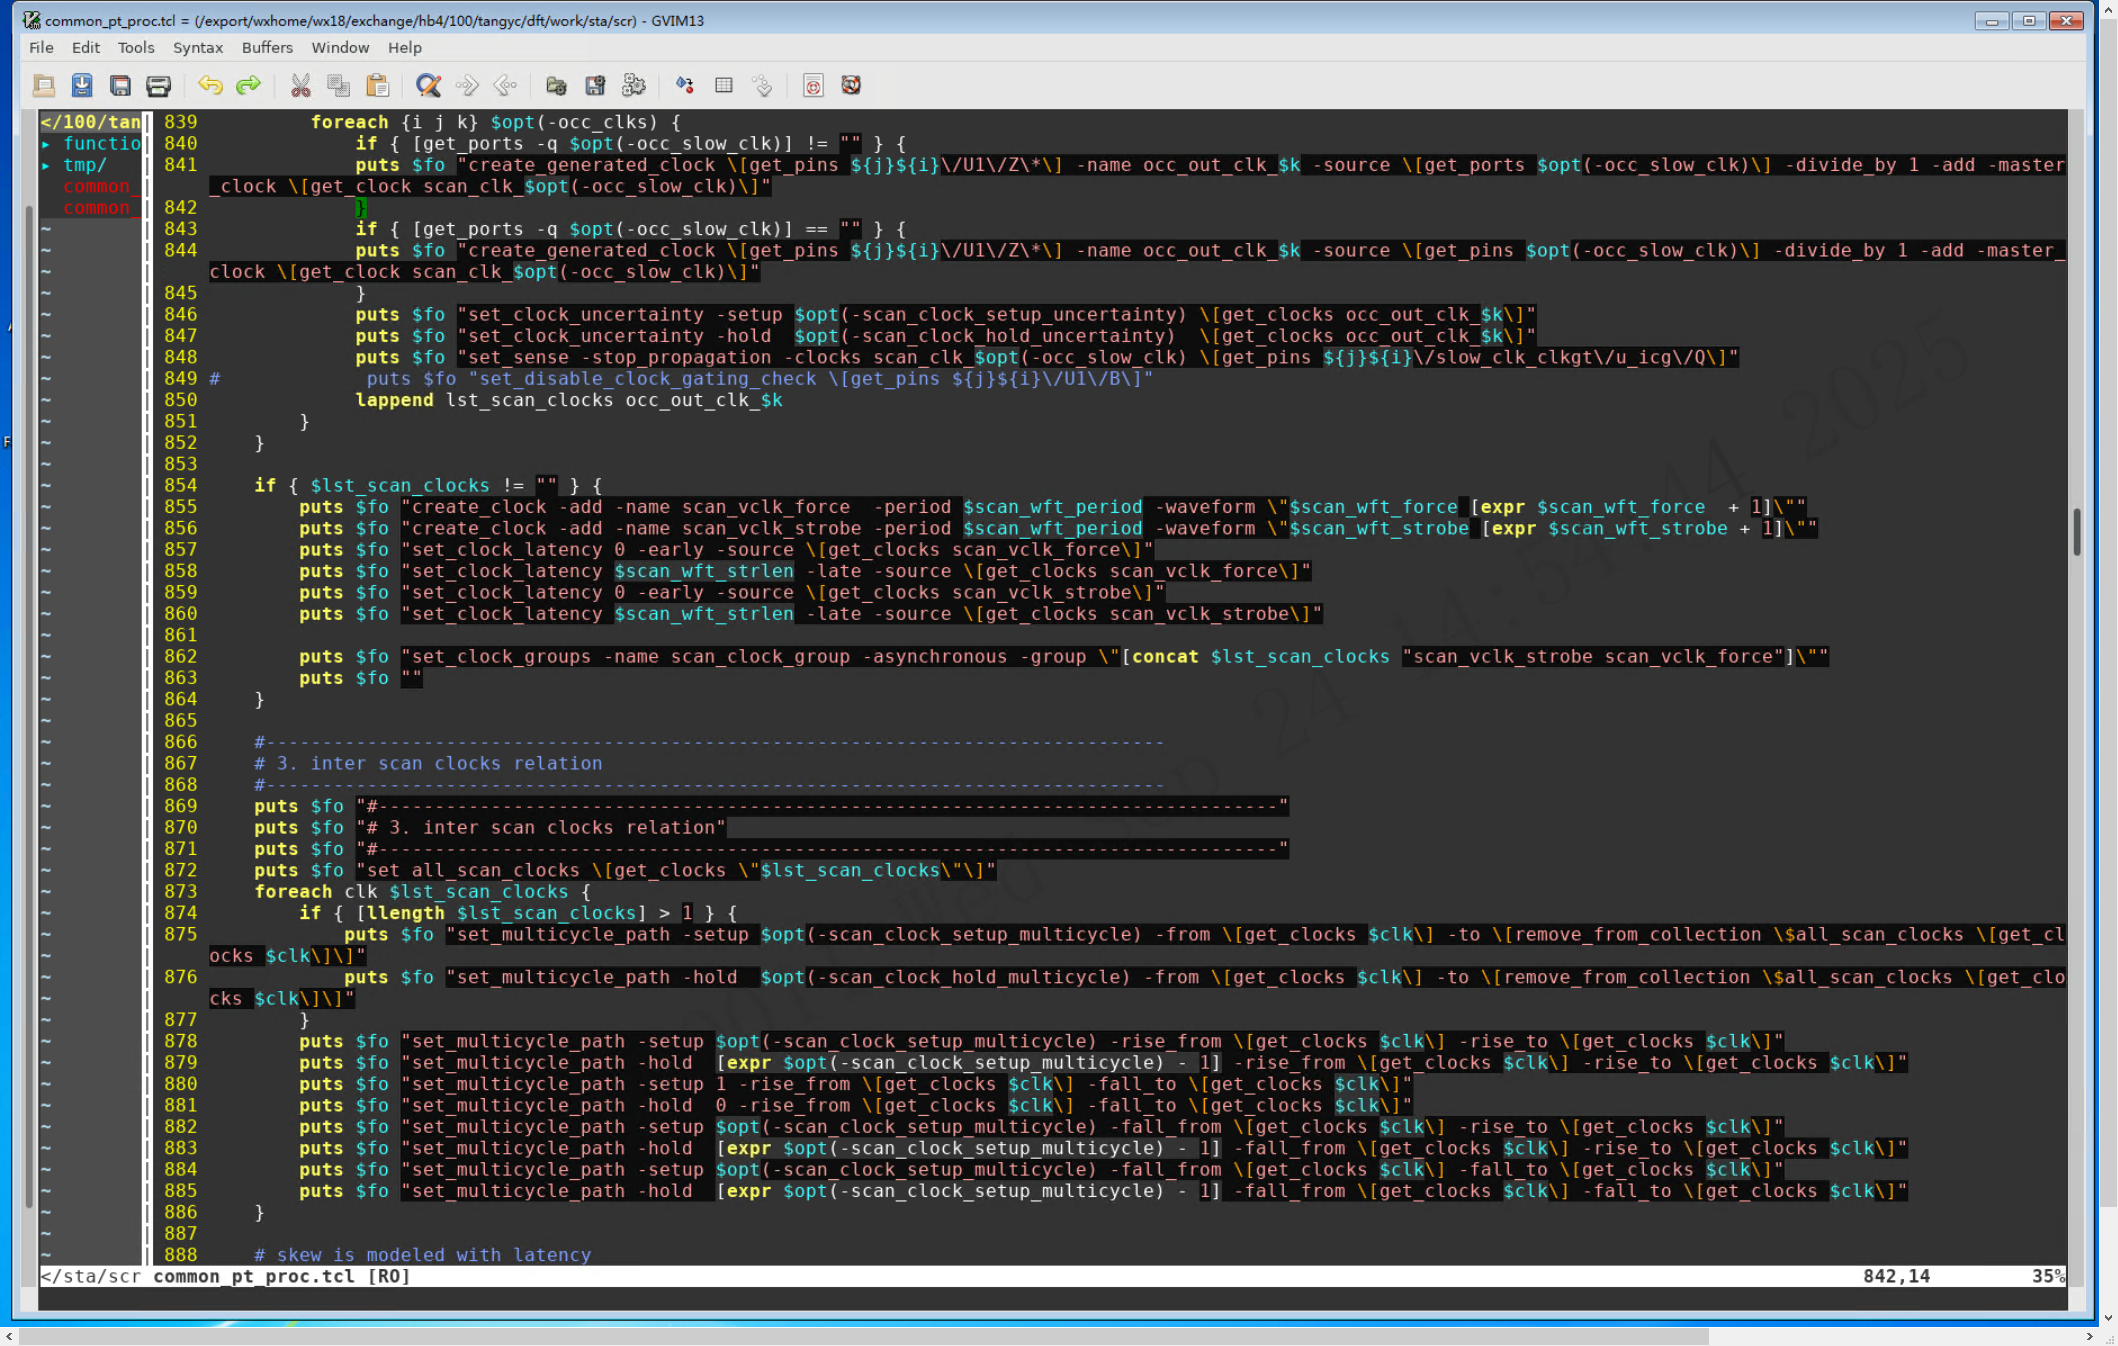 common_pt_proc.tcl = (/export/wxhome/wx18/exchange/hb4/100/tangyc/dft/work/sta/scr) - GVIM13
File Edit Tools Syntax Buffers Window Help
</100/tan
▸ functio
▸ tmp/
common_
common_
839          foreach {i j k} $opt(-occ_clks) {
840              if { [get_ports -q $opt(-occ_slow_clk)] != "" } {
841              puts $fo "create_generated_clock \[get_pins ${j}${i}\/U1\/Z\*\] -name occ_out_clk_$k -source \[get_ports $opt(-occ_slow_clk)\] -divide_by 1 -add -master
_clock \[get_clock scan_clk_$opt(-occ_slow_clk)\]"
842              }
843              if { [get_ports -q $opt(-occ_slow_clk)] == "" } {
844              puts $fo "create_generated_clock \[get_pins ${j}${i}\/U1\/Z\*\] -name occ_out_clk_$k -source \[get_pins $opt(-occ_slow_clk)\] -divide_by 1 -add -master_
clock \[get_clock scan_clk_$opt(-occ_slow_clk)\]"
845              }
846              puts $fo "set_clock_uncertainty -setup $opt(-scan_clock_setup_uncertainty) \[get_clocks occ_out_clk_$k\]"
847              puts $fo "set_clock_uncertainty -hold  $opt(-scan_clock_hold_uncertainty)  \[get_clocks occ_out_clk_$k\]"
848              puts $fo "set_sense -stop_propagation -clocks scan_clk_$opt(-occ_slow_clk) \[get_pins ${j}${i}\/slow_clk_clkgt\/u_icg\/Q\]"
849 #             puts $fo "set_disable_clock_gating_check \[get_pins ${j}${i}\/U1\/B\]"
850              lappend lst_scan_clocks occ_out_clk_$k
851         }
852     }
853
854     if { $lst_scan_clocks != "" } {
855         puts $fo "create_clock -add -name scan_vclk_force  -period $scan_wft_period -waveform \"$scan_wft_force [expr $scan_wft_force  + 1]\""
856         puts $fo "create_clock -add -name scan_vclk_strobe -period $scan_wft_period -waveform \"$scan_wft_strobe [expr $scan_wft_strobe + 1]\""
857         puts $fo "set_clock_latency 0 -early -source \[get_clocks scan_vclk_force\]"
858         puts $fo "set_clock_latency $scan_wft_strlen -late -source \[get_clocks scan_vclk_force\]"
859         puts $fo "set_clock_latency 0 -early -source \[get_clocks scan_vclk_strobe\]"
860         puts $fo "set_clock_latency $scan_wft_strlen -late -source \[get_clocks scan_vclk_strobe\]"
861
862         puts $fo "set_clock_groups -name scan_clock_group -asynchronous -group \"[concat $lst_scan_clocks "scan_vclk_strobe scan_vclk_force"]\""
863         puts $fo ""
864     }
865
866     #--------------------------------------------------------------------------------
867     # 3. inter scan clocks relation
868     #--------------------------------------------------------------------------------
869     puts $fo "#--------------------------------------------------------------------------------"
870     puts $fo "# 3. inter scan clocks relation"
871     puts $fo "#--------------------------------------------------------------------------------"
872     puts $fo "set all_scan_clocks \[get_clocks \"$lst_scan_clocks\"\]"
873     foreach clk $lst_scan_clocks {
874         if { [llength $lst_scan_clocks] > 1 } {
875             puts $fo "set_multicycle_path -setup $opt(-scan_clock_setup_multicycle) -from \[get_clocks $clk\] -to \[remove_from_collection \$all_scan_clocks \[get_cl
ocks $clk\]\]"
876             puts $fo "set_multicycle_path -hold  $opt(-scan_clock_hold_multicycle) -from \[get_clocks $clk\] -to \[remove_from_collection \$all_scan_clocks \[get_clo
cks $clk\]\]"
877         }
878         puts $fo "set_multicycle_path -setup $opt(-scan_clock_setup_multicycle) -rise_from \[get_clocks $clk\] -rise_to \[get_clocks $clk\]"
879         puts $fo "set_multicycle_path -hold  [expr $opt(-scan_clock_setup_multicycle) - 1] -rise_from \[get_clocks $clk\] -rise_to \[get_clocks $clk\]"
880         puts $fo "set_multicycle_path -setup 1 -rise_from \[get_clocks $clk\] -fall_to \[get_clocks $clk\]"
881         puts $fo "set_multicycle_path -hold  0 -rise_from \[get_clocks $clk\] -fall_to \[get_clocks $clk\]"
882         puts $fo "set_multicycle_path -setup $opt(-scan_clock_setup_multicycle) -fall_from \[get_clocks $clk\] -rise_to \[get_clocks $clk\]"
883         puts $fo "set_multicycle_path -hold  [expr $opt(-scan_clock_setup_multicycle) - 1] -fall_from \[get_clocks $clk\] -rise_to \[get_clocks $clk\]"
884         puts $fo "set_multicycle_path -setup $opt(-scan_clock_setup_multicycle) -fall_from \[get_clocks $clk\] -fall_to \[get_clocks $clk\]"
885         puts $fo "set_multicycle_path -hold  [expr $opt(-scan_clock_setup_multicycle) - 1] -fall_from \[get_clocks $clk\] -fall_to \[get_clocks $clk\]"
886     }
887
888     # skew is modeled with latency
</sta/scr common_pt_proc.tcl [RO] 842,14 35%